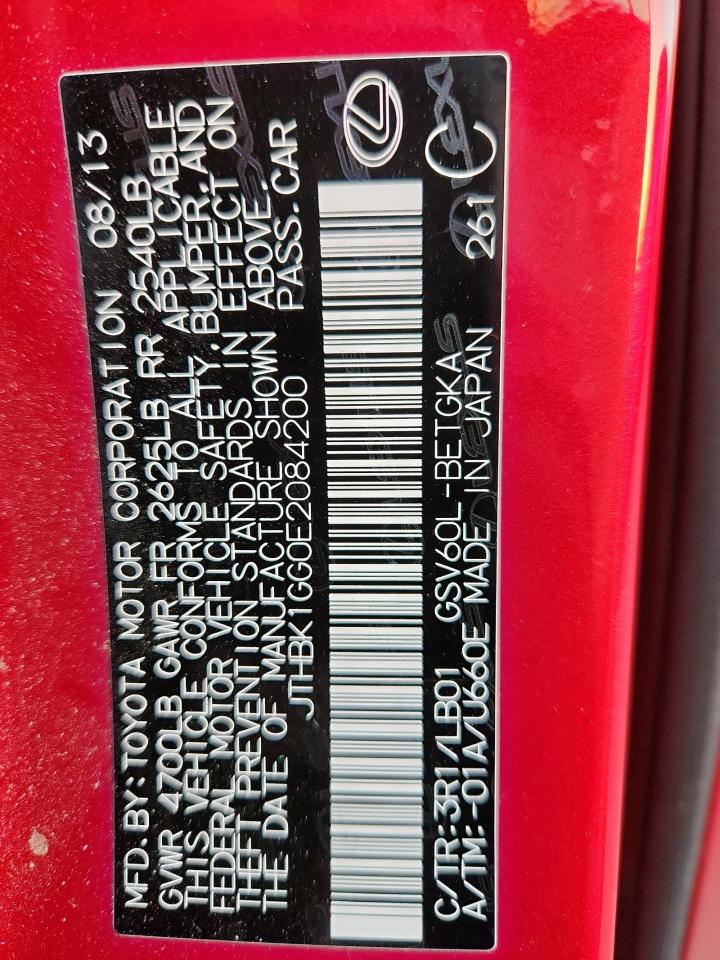 MFD. BY: TOYOTA MOTOR CORPORATION 08/13
GVWR 4700LB GAWR FR 2625LB RR 2540LB
THIS VEHICLE CONFORMS TO ALL APPLICABLE
FEDERAL MOTOR VEHICLE SAFETY, BUMPER, AND
THEFT PREVENTION STANDARDS IN EFFECT ON
THE DATE OF MANUFACTURE SHOWN ABOVE.
JTHBK1GG0E2084200 PASS. CAR
C/TR:3R1/LB01 GSV60L-BETGKA 261 C
A/TM:-01A/U660E MADE IN JAPAN